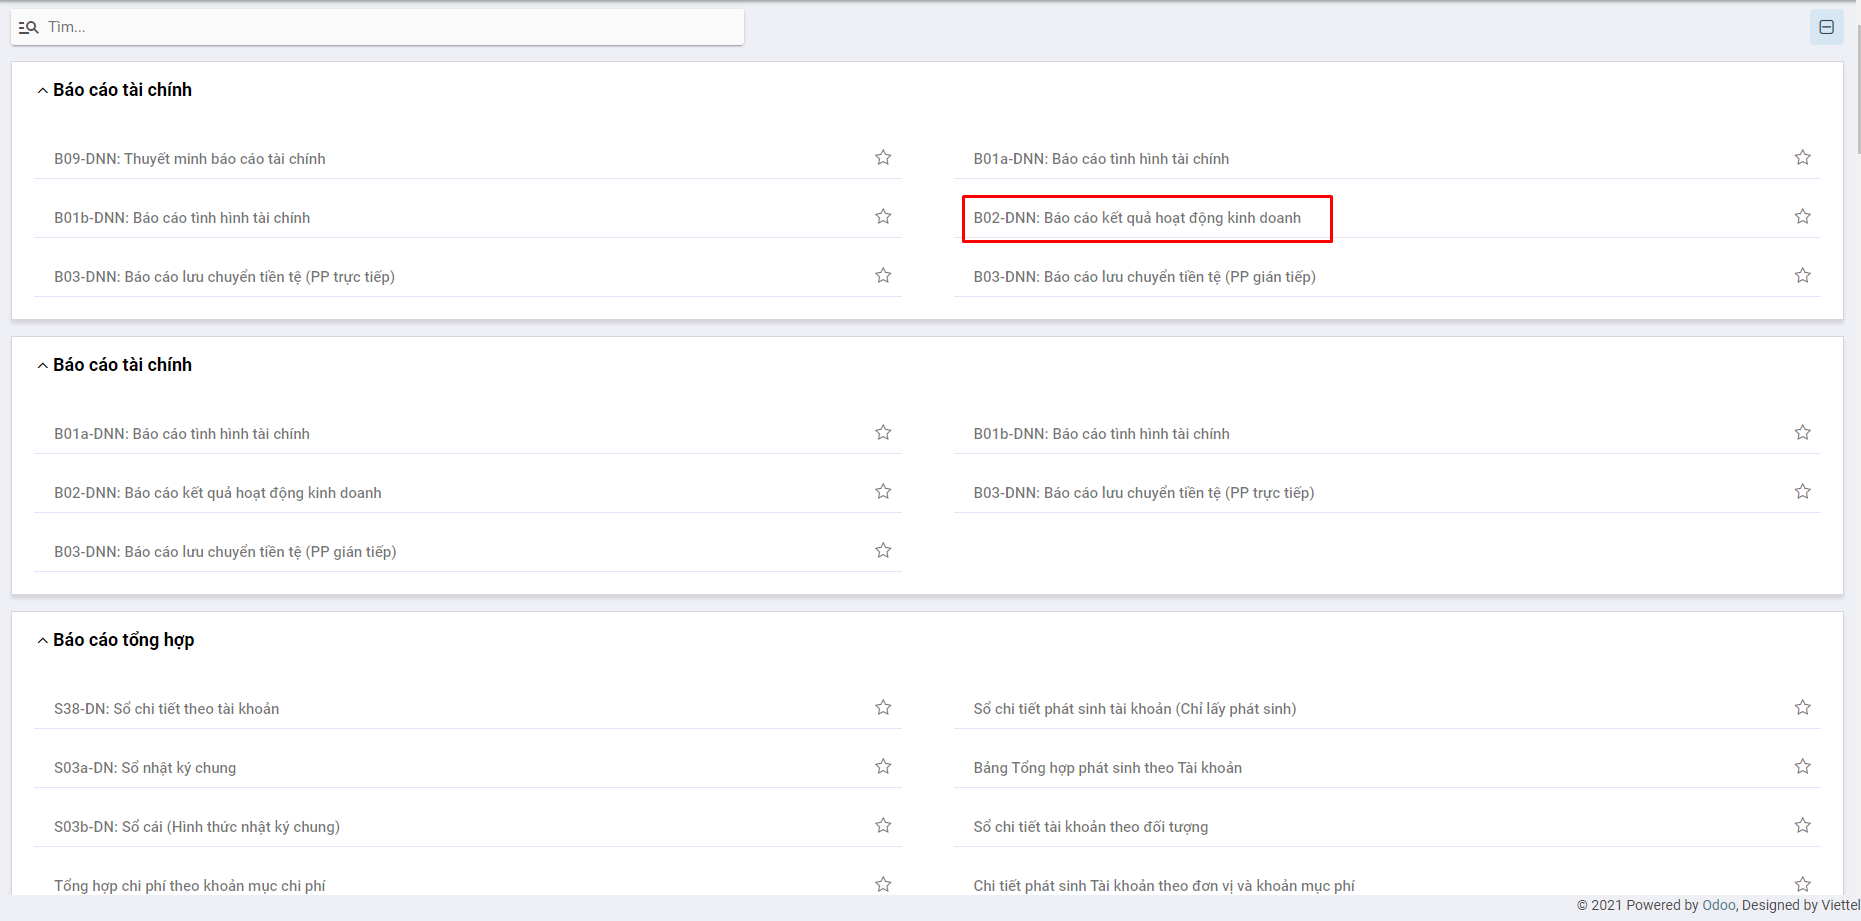 Tìm...
Báo cáo tài chính
B09-DNN: Thuyết minh báo cáo tài chính
B01a-DNN: Báo cáo tình hình tài chính
B01b-DNN: Báo cáo tình hình tài chính
B02-DNN: Báo cáo kết quả hoạt động kinh doanh
B03-DNN: Báo cáo lưu chuyển tiền tệ (PP trực tiếp)
B03-DNN: Báo cáo lưu chuyển tiền tệ (PP gián tiếp)
Báo cáo tài chính
B01a-DNN: Báo cáo tình hình tài chính
B01b-DNN: Báo cáo tình hình tài chính
B02-DNN: Báo cáo kết quả hoạt động kinh doanh
B03-DNN: Báo cáo lưu chuyển tiền tệ (PP trực tiếp)
B03-DNN: Báo cáo lưu chuyển tiền tệ (PP gián tiếp)
Báo cáo tổng hợp
S38-DN: Sổ chi tiết theo tài khoản
Sổ chi tiết phát sinh tài khoản (Chỉ lấy phát sinh)
S03a-DN: Sổ nhật ký chung
Bảng Tổng hợp phát sinh theo Tài khoản
S03b-DN: Sổ cái (Hình thức nhật ký chung)
Sổ chi tiết tài khoản theo đối tượng
Tổng hợp chi phí theo khoản mục chi phí
Chi tiết phát sinh Tài khoản theo đơn vị và khoản mục phí
© 2021 Powered by Odoo, Designed by Viettel